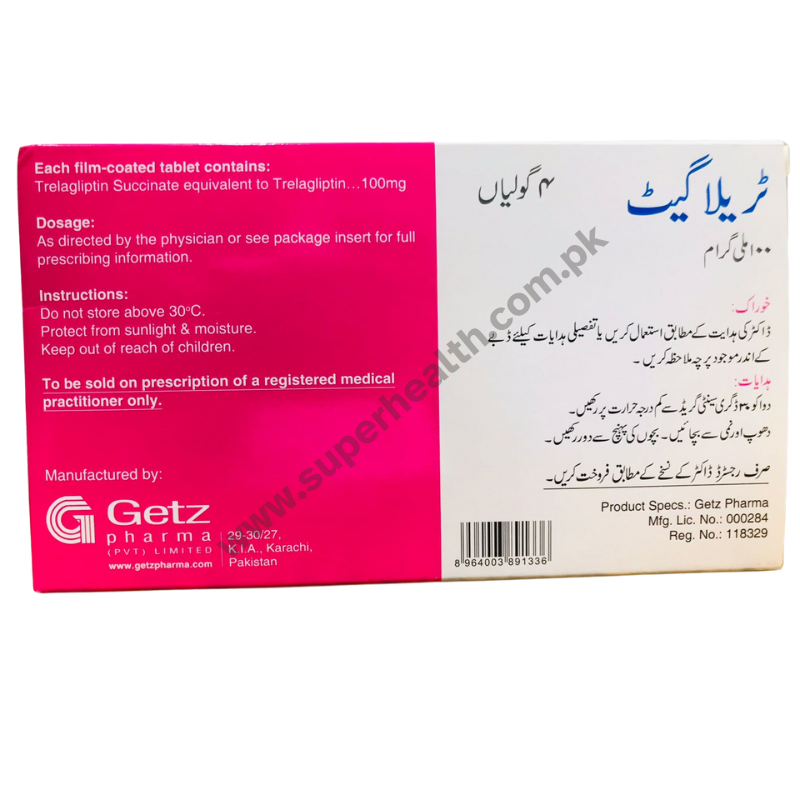 Each film-coated tablet contains:
Trelagliptin Succinate equivalent to Trelagliptin...100mg
Dosage:
As directed by the physician or see package insert for full
prescribing information.
Instructions:
Do not store above 30°C.
Protect from sunlight & moisture.
Keep out of reach of children.
To be sold on prescription of a registered medical
practitioner only.
Manufactured by:
Getz
pharma
(PVT) LIMITED
www.getzpharma.com
29-30/27,
K.I.A., Karachi,
Pakistan
ٹریلا گیٹ
۴ گولیاں
۱۰۰ ملی گرام
خوراک:
ڈاکٹر کی ہدایت کے مطابق استعمال کریں یا تفصیلی ہدایات کیلئے ڈبے
کے اندر موجود پرچہ ملاحظہ کریں۔
ہدایات:
دوا کو ۳۰ ڈگری سینٹی گریڈ سے کم درجہ حرارت پر رکھیں۔
دھوپ اور نمی سے بچائیں۔ بچوں کی پہنچ سے دور رکھیں۔
صرف رجسٹرڈ ڈاکٹر کے نسخے کے مطابق فروخت کریں۔
Product Specs.: Getz Pharma
Mfg. Lic. No.: 000284
Reg. No.: 118329
8 964003 891336
www.superhealth.com.pk